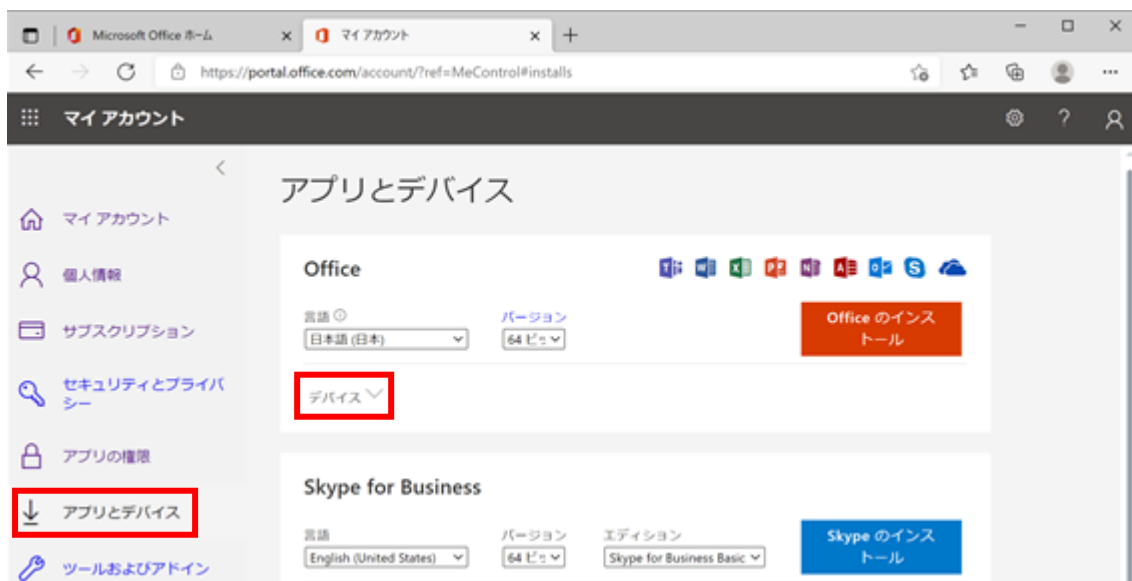 Microsoft Office ホーム
マイ アカウント
https://portal.office.com/account/?ref=MeControl#installs
マイ アカウント
アプリとデバイス
マイ アカウント
個人情報
サブスクリプション
セキュリティとプライバ
シー
アプリの権限
アプリとデバイス
ツールおよびアドイン
Office
言語
バージョン
日本語 (日本)
64 ビッ
Office のインス
トール
デバイス
Skype for Business
言語
バージョン
エディション
English (United States)
64 ビッ
Skype for Business Basic
Skype のインス
トール